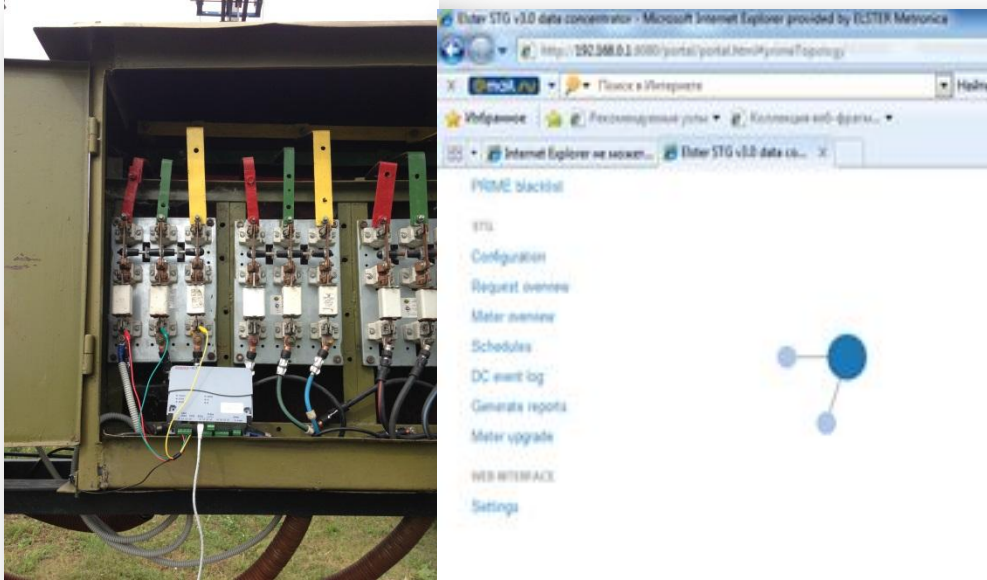 Elster STG v3.0 data concentrator - Microsoft Internet Explorer provided by ELSTER Metronica
http://192.168.0.1:8080/portal/portal.html#primeTopology
X @mail.ru Поиск в Интернете Найти
Избранное Рекомендуемые узлы Коллекция веб-фрагм...
Internet Explorer не может... Elster STG v3.0 data co... X
PRIME blacklist
STG
Configuration
Request overview
Meter overview
Schedules
DC event log
Generate reports
Meter upgrade
WEB-INTERFACE
Settings